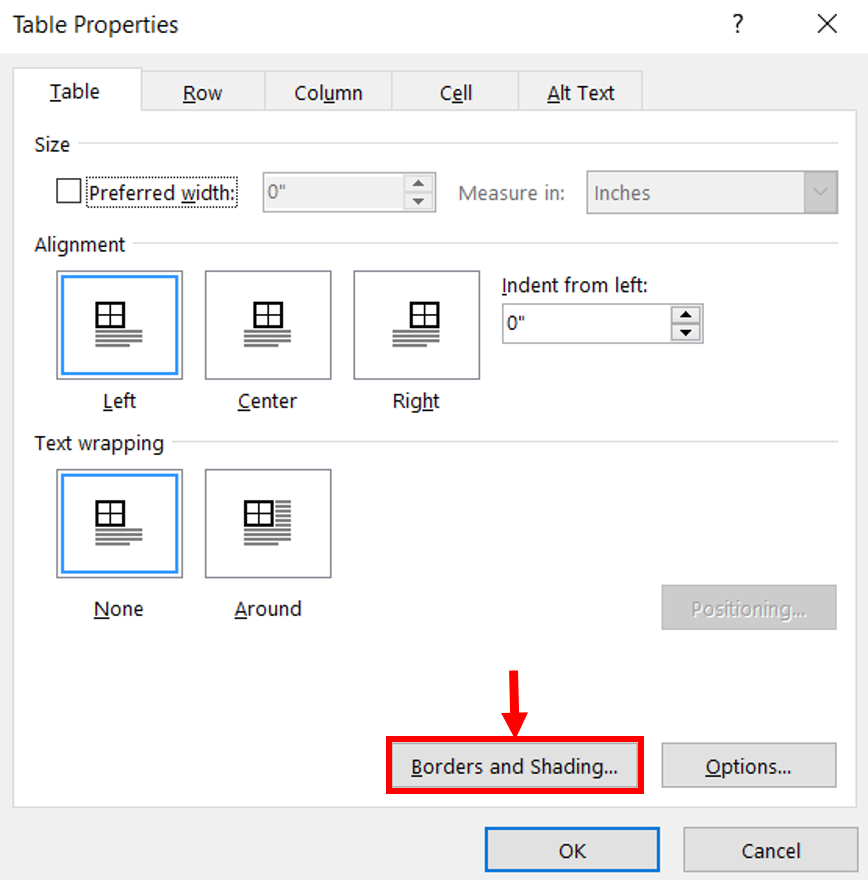 Table Properties ?
Table Row Column Cell Alt Text
Size
Preferred width: 0" Measure in: Inches
Alignment
Indent from left:
0"
Left Center Right
Text wrapping
None Around
Positioning...
Borders and Shading... Options...
OK Cancel